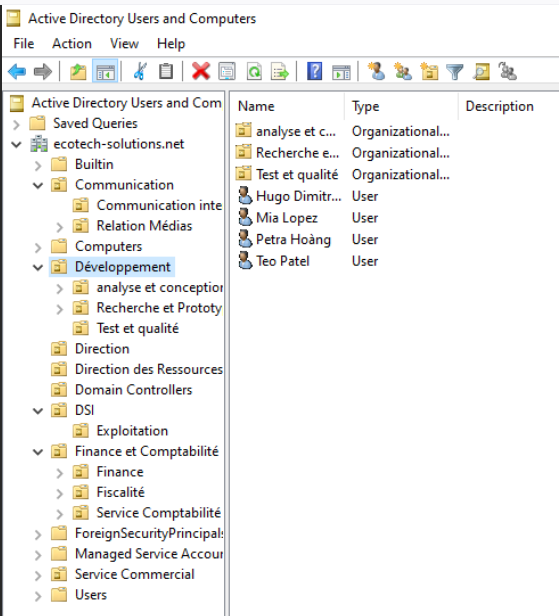 Active Directory Users and Computers
File Action View Help
Active Directory Users and Com
Saved Queries
ecotech-solutions.net
Builtin
Communication
Communication inte
Relation Médias
Computers
Développement
analyse et conception
Recherche et Prototy
Test et qualité
Direction
Direction des Ressources
Domain Controllers
DSI
Exploitation
Finance et Comptabilité
Finance
Fiscalité
Service Comptabilité
ForeignSecurityPrincipals
Managed Service Accour
Service Commercial
Users
Name Type Description
analyse et c... Organizational...
Recherche e... Organizational...
Test et qualité Organizational...
Hugo Dimitr... User
Mia Lopez User
Petra Hoàng User
Teo Patel User